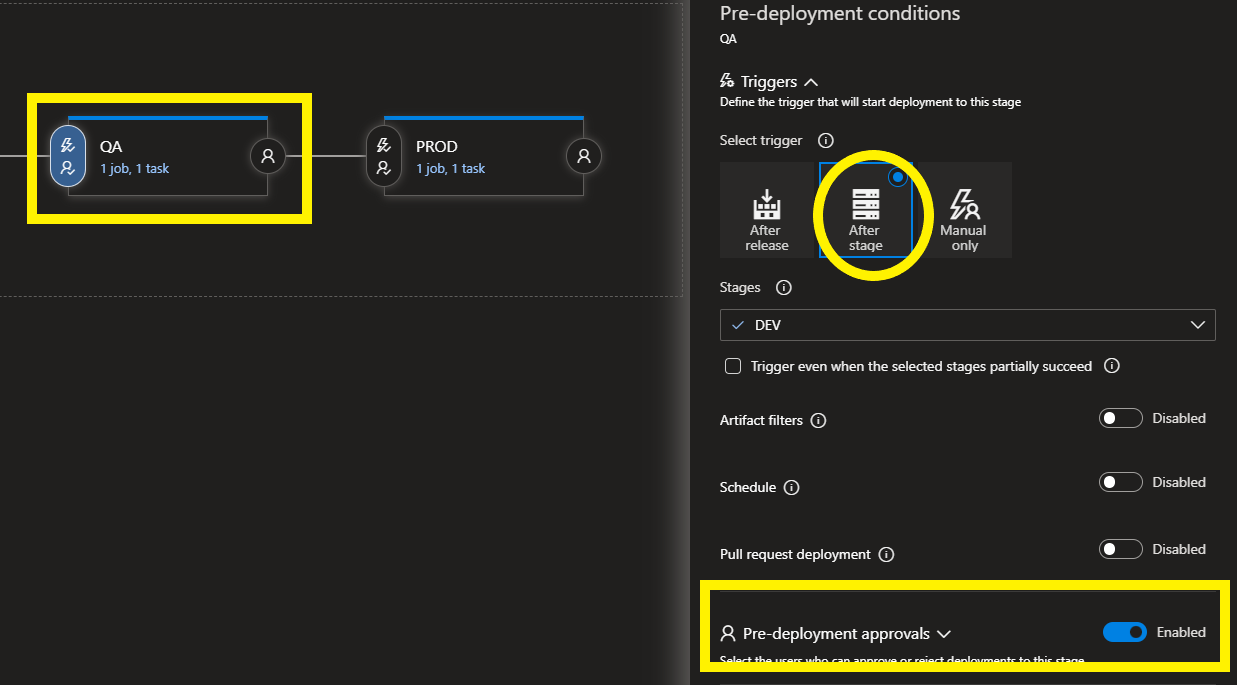 QA
1 job, 1 task
PROD
1 job, 1 task
Pre-deployment conditions
QA
Triggers
Define the trigger that will start deployment to this stage
Select trigger
After
release
After
stage
Manual
only
Stages
DEV
Trigger even when the selected stages partially succeed
Artifact filters
Disabled
Schedule
Disabled
Pull request deployment
Disabled
Pre-deployment approvals
Enabled
Select the users who can approve or reject deployments to this stage